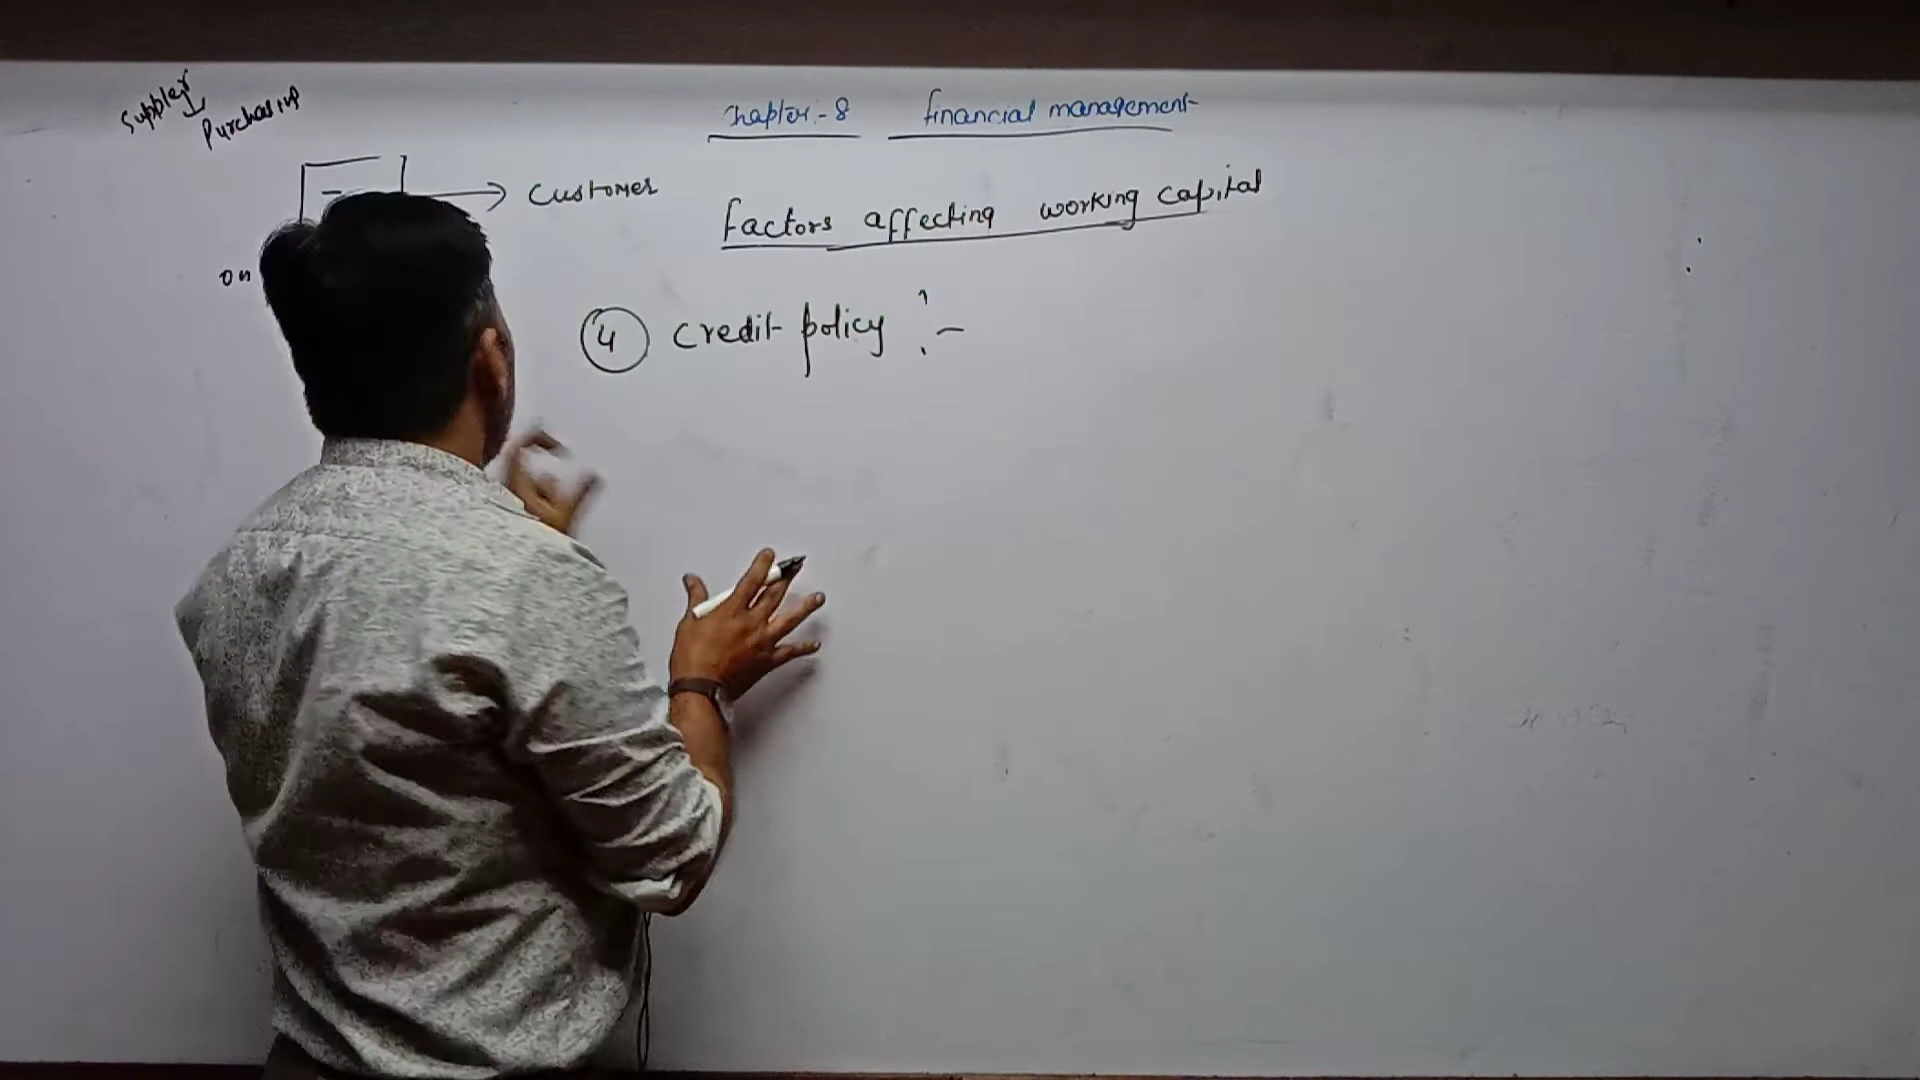 Supplier
Purchasing
Chapter:- 8 financial management
Customer
factors affecting working capital
on
④ credit policy :-